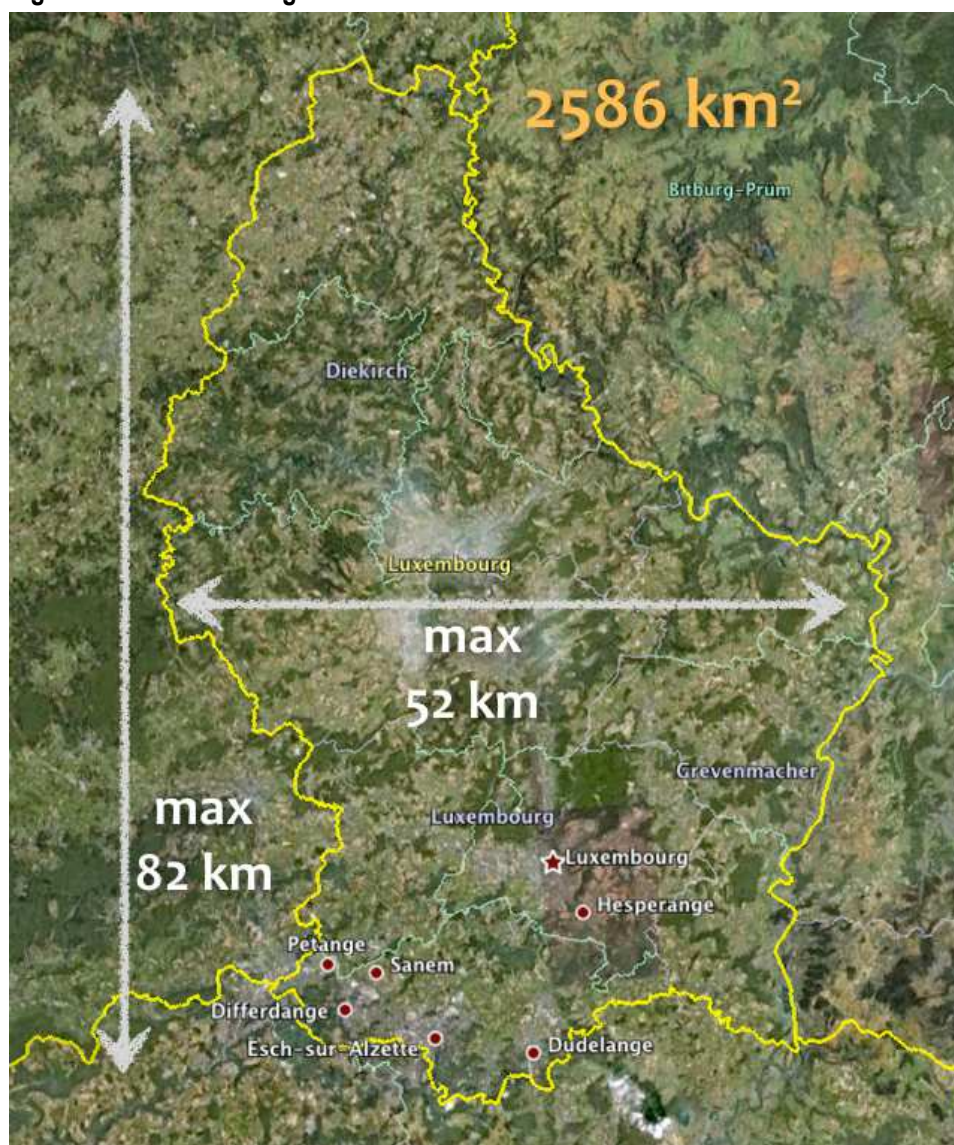 2586 km²
Bitburg-Prüm
Diekirch
Luxembourg
max
52 km
Grevenmacher
max
82 km
Luxembourg
Luxembourg
Hesperange
Petange
Sanem
Differdange
Esch-sur-Alzette
Dudelange